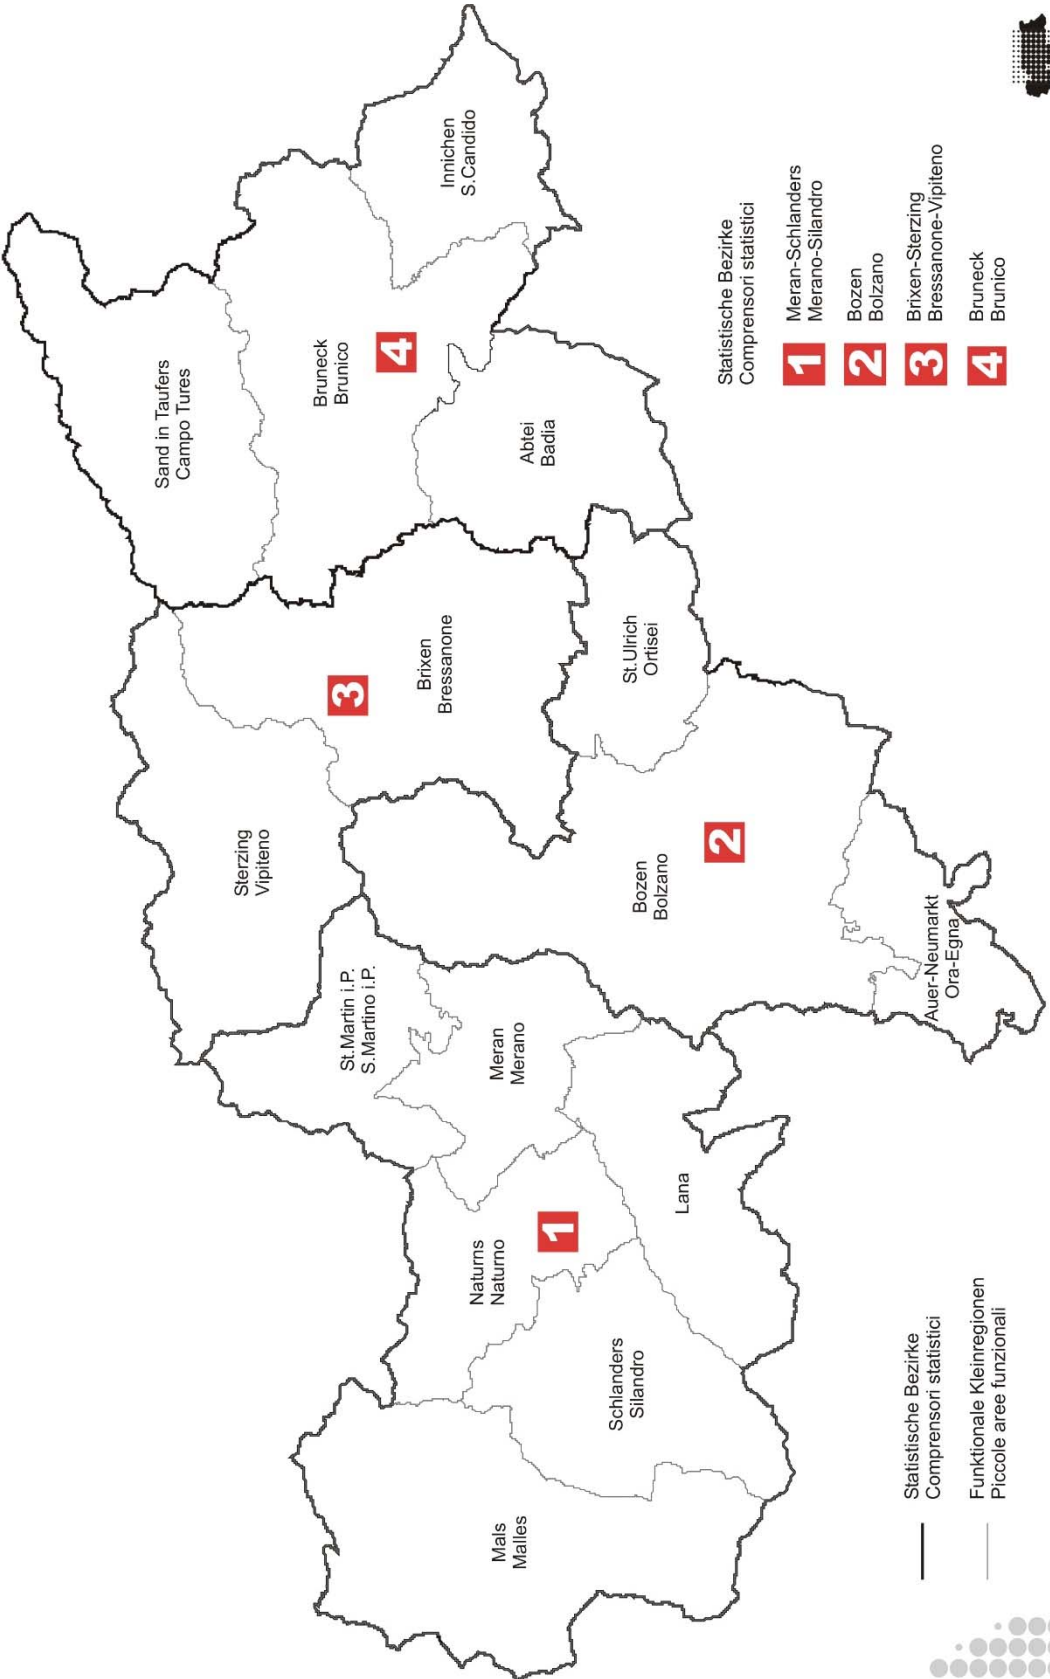 Sand in Taufers
Campo Tures
Innichen
S.Candido
Bruneck
Brunico
4
Abtei
Badia
Sterzing
Vipiteno
3
Brixen
Bressanone
St.Ulrich
Ortisei
St.Martin i.P.
S.Martino i.P.
Meran
Merano
Bozen
Bolzano
2
Auer-Neumarkt
Ora-Egna
Naturns
Naturno
1
Lana
Schlanders
Silandro
Mals
Malles
Statistische Bezirke
Comprensori statistici
1 Meran-Schlanders
Merano-Silandro
2 Bozen
Bolzano
3 Brixen-Sterzing
Bressanone-Vipiteno
4 Bruneck
Brunico
Statistische Bezirke
Comprensori statistici
Funktionale Kleinregionen
Piccole aree funzionali